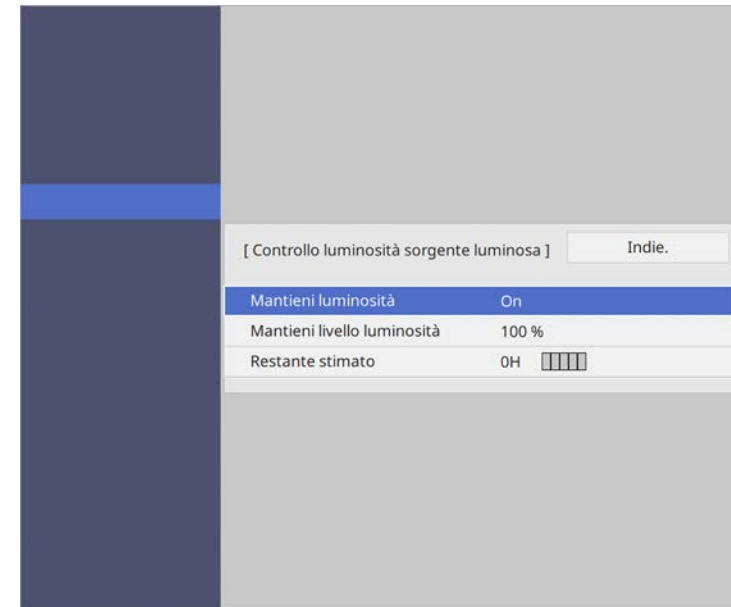 [ Controllo luminosità sorgente luminosa ] Indie.
Mantieni luminosità On
Mantieni livello luminosità 100 %
Restante stimato 0H